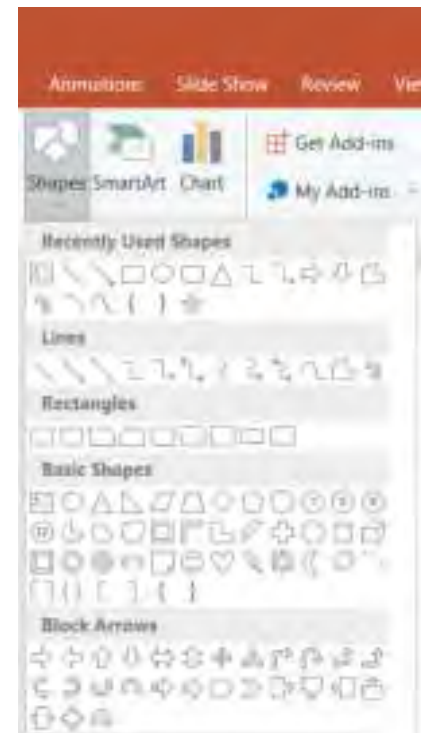 Animations Slide Show Review Vie
Shapes SmartArt Chart
Get Add-ins
My Add-ins
Recently Used Shapes
Lines
Rectangles
Basic Shapes
Block Arrows